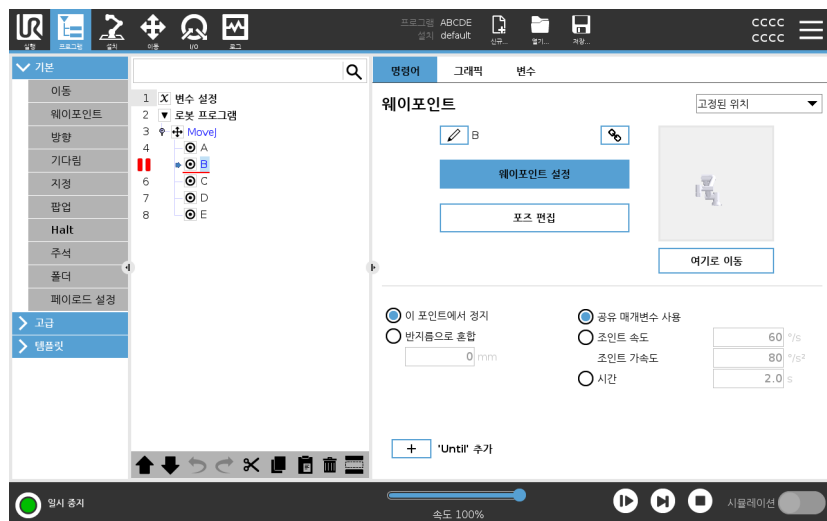 UR
실행
프로그램
설치
이동
I/O
로그
프로그램 ABCDE
설치 default
신규...
열기...
저장...
CCCC
CCCC
기본
이동
웨이포인트
방향
기다림
지정
팝업
Halt
주석
폴더
페이로드 설정
고급
템플릿
1 X 변수 설정
2 ▼ 로봇 프로그램
3 MoveJ
4 A
B
6 C
7 D
8 E
명령어 그래픽 변수
웨이포인트
고정된 위치
B
웨이포인트 설정
포즈 편집
여기로 이동
이 포인트에서 정지
반지름으로 혼합
0 mm
공유 매개변수 사용
조인트 속도 60 °/s
조인트 가속도 80 °/s²
시간 2.0 s
+ 'Until' 추가
일시 중지
속도 100%
시뮬레이션